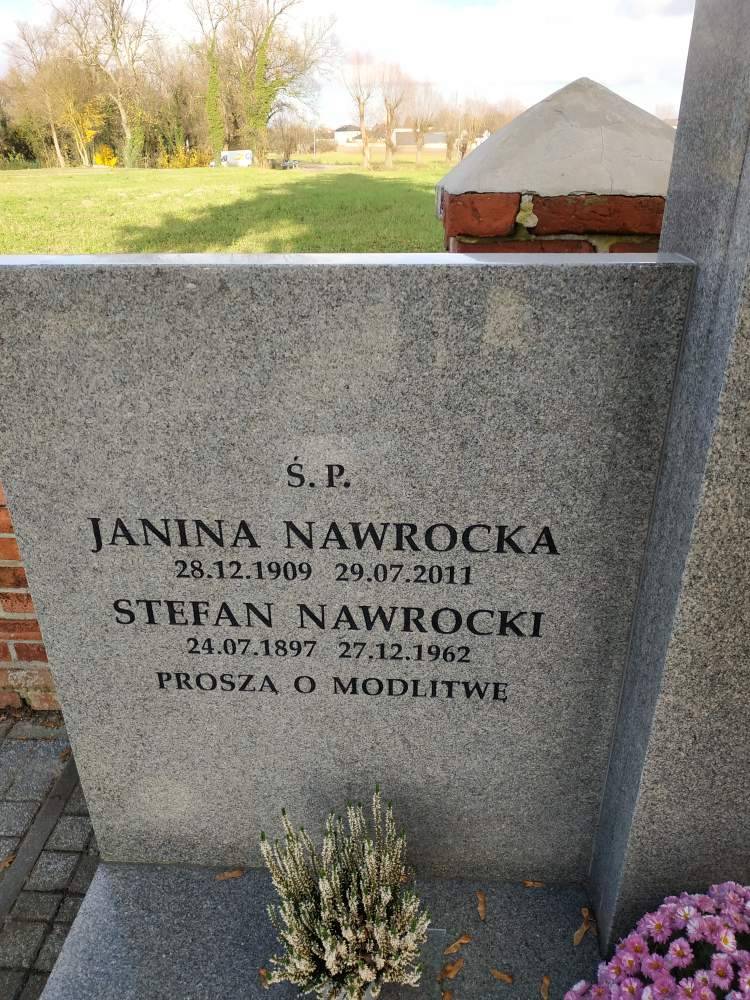 Ś. P.
JANINA NAWROCKA
28.12.1909 29.07.2011
STEFAN NAWROCKI
24.07.1897 27.12.1962
PROSZĄ O MODLITWĘ